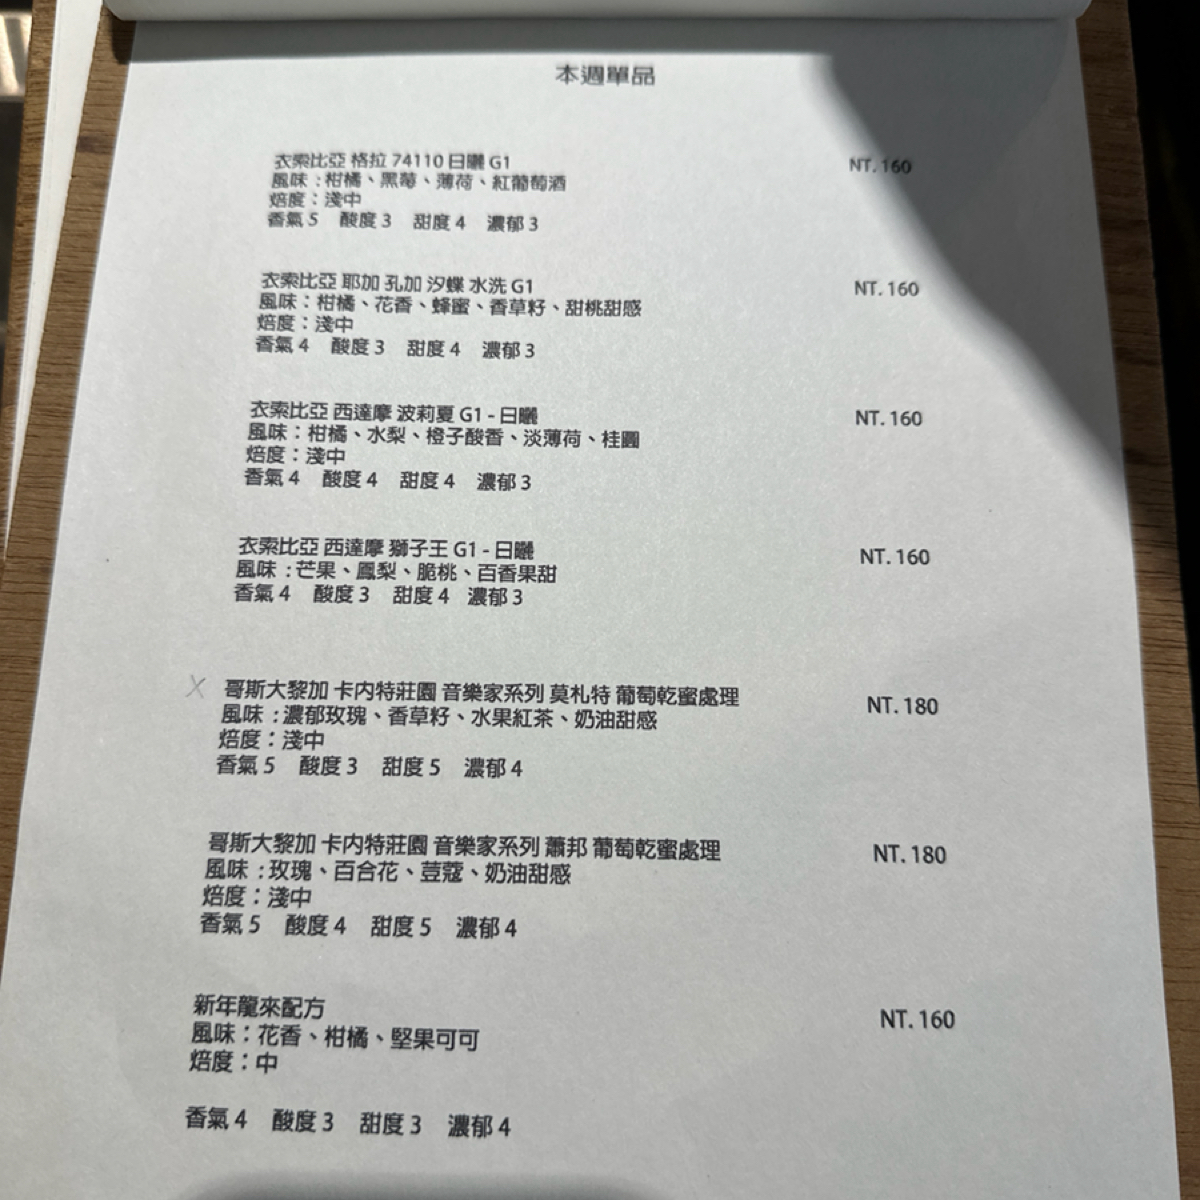 本週單品
衣索比亞 格拉 74110 日曬 G1 NT. 160
風味 : 柑橘、黑莓、薄荷、紅葡萄酒
焙度：淺中
香氣 5 酸度 3 甜度 4 濃郁 3
衣索比亞 耶加 孔加 汐蝶 水洗 G1 NT. 160
風味：柑橘、花香、蜂蜜、香草籽、甜桃甜感
焙度：淺中
香氣 4 酸度 3 甜度 4 濃郁 3
衣索比亞 西達摩 波莉夏 G1 - 日曬 NT. 160
風味：柑橘、水梨、橙子酸香、淡薄荷、桂圓
焙度：淺中
香氣 4 酸度 4 甜度 4 濃郁 3
衣索比亞 西達摩 獅子王 G1 - 日曬 NT. 160
風味 : 芒果、鳳梨、脆桃、百香果甜
香氣 4 酸度 3 甜度 4 濃郁 3
X 哥斯大黎加 卡內特莊園 音樂家系列 莫札特 葡萄乾蜜處理 NT. 180
風味 : 濃郁玫瑰、香草籽、水果紅茶、奶油甜感
焙度：淺中
香氣 5 酸度 3 甜度 5 濃郁 4
哥斯大黎加 卡內特莊園 音樂家系列 蕭邦 葡萄乾蜜處理 NT. 180
風味 : 玫瑰、百合花、荳蔻、奶油甜感
焙度：淺中
香氣 5 酸度 4 甜度 5 濃郁 4
新年龍來配方 NT. 160
風味：花香、柑橘、堅果可可
焙度：中
香氣 4 酸度 3 甜度 3 濃郁 4